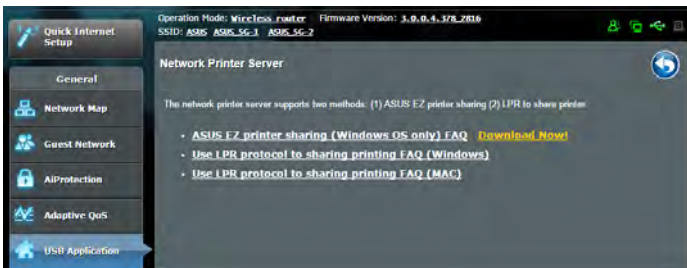 Quick Internet
Setup
General
Network Map
Guest Network
AiProtection
Adaptive QoS
USB Application
Operation Mode: Wireless router Firmware Version: 3.0.0.4.378_2816
SSID: ASUS ASUS_5G-1 ASUS_5G-2
Network Printer Server
The network printer server supports two methods: (1) ASUS EZ printer sharing (2) LPR to share printer.
ASUS EZ printer sharing (Windows OS only) FAQ Download Now!
Use LPR protocol to sharing printing FAQ (Windows)
Use LPR protocol to sharing printing FAQ (MAC)